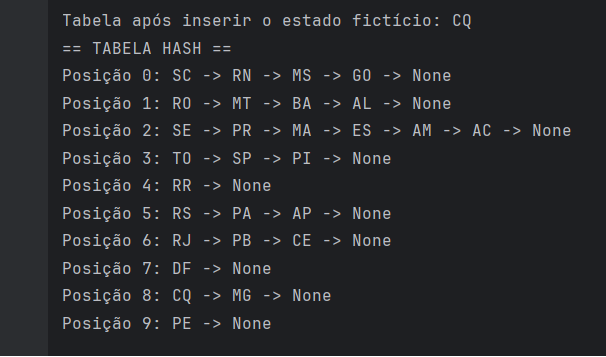 Tabela após inserir o estado fictício: CQ
== TABELA HASH ==
Posição 0: SC -> RN -> MS -> GO -> None
Posição 1: RO -> MT -> BA -> AL -> None
Posição 2: SE -> PR -> MA -> ES -> AM -> AC -> None
Posição 3: TO -> SP -> PI -> None
Posição 4: RR -> None
Posição 5: RS -> PA -> AP -> None
Posição 6: RJ -> PB -> CE -> None
Posição 7: DF -> None
Posição 8: CQ -> MG -> None
Posição 9: PE -> None